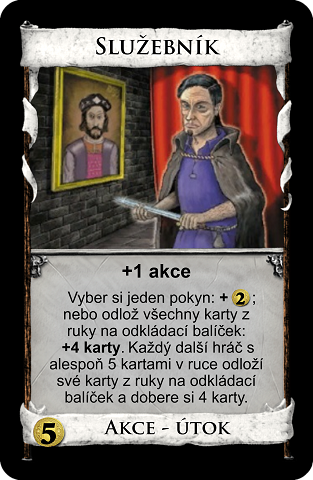 Služebník
+1 akce
Vyber si jeden pokyn: + 2 ;
nebo odlož všechny karty z
ruky na odkládací balíček:
+4 karty. Každý další hráč s
alespoň 5 kartami v ruce odloží
své karty z ruky na odkládací
balíček a dobere si 4 karty.
5 Akce - útok